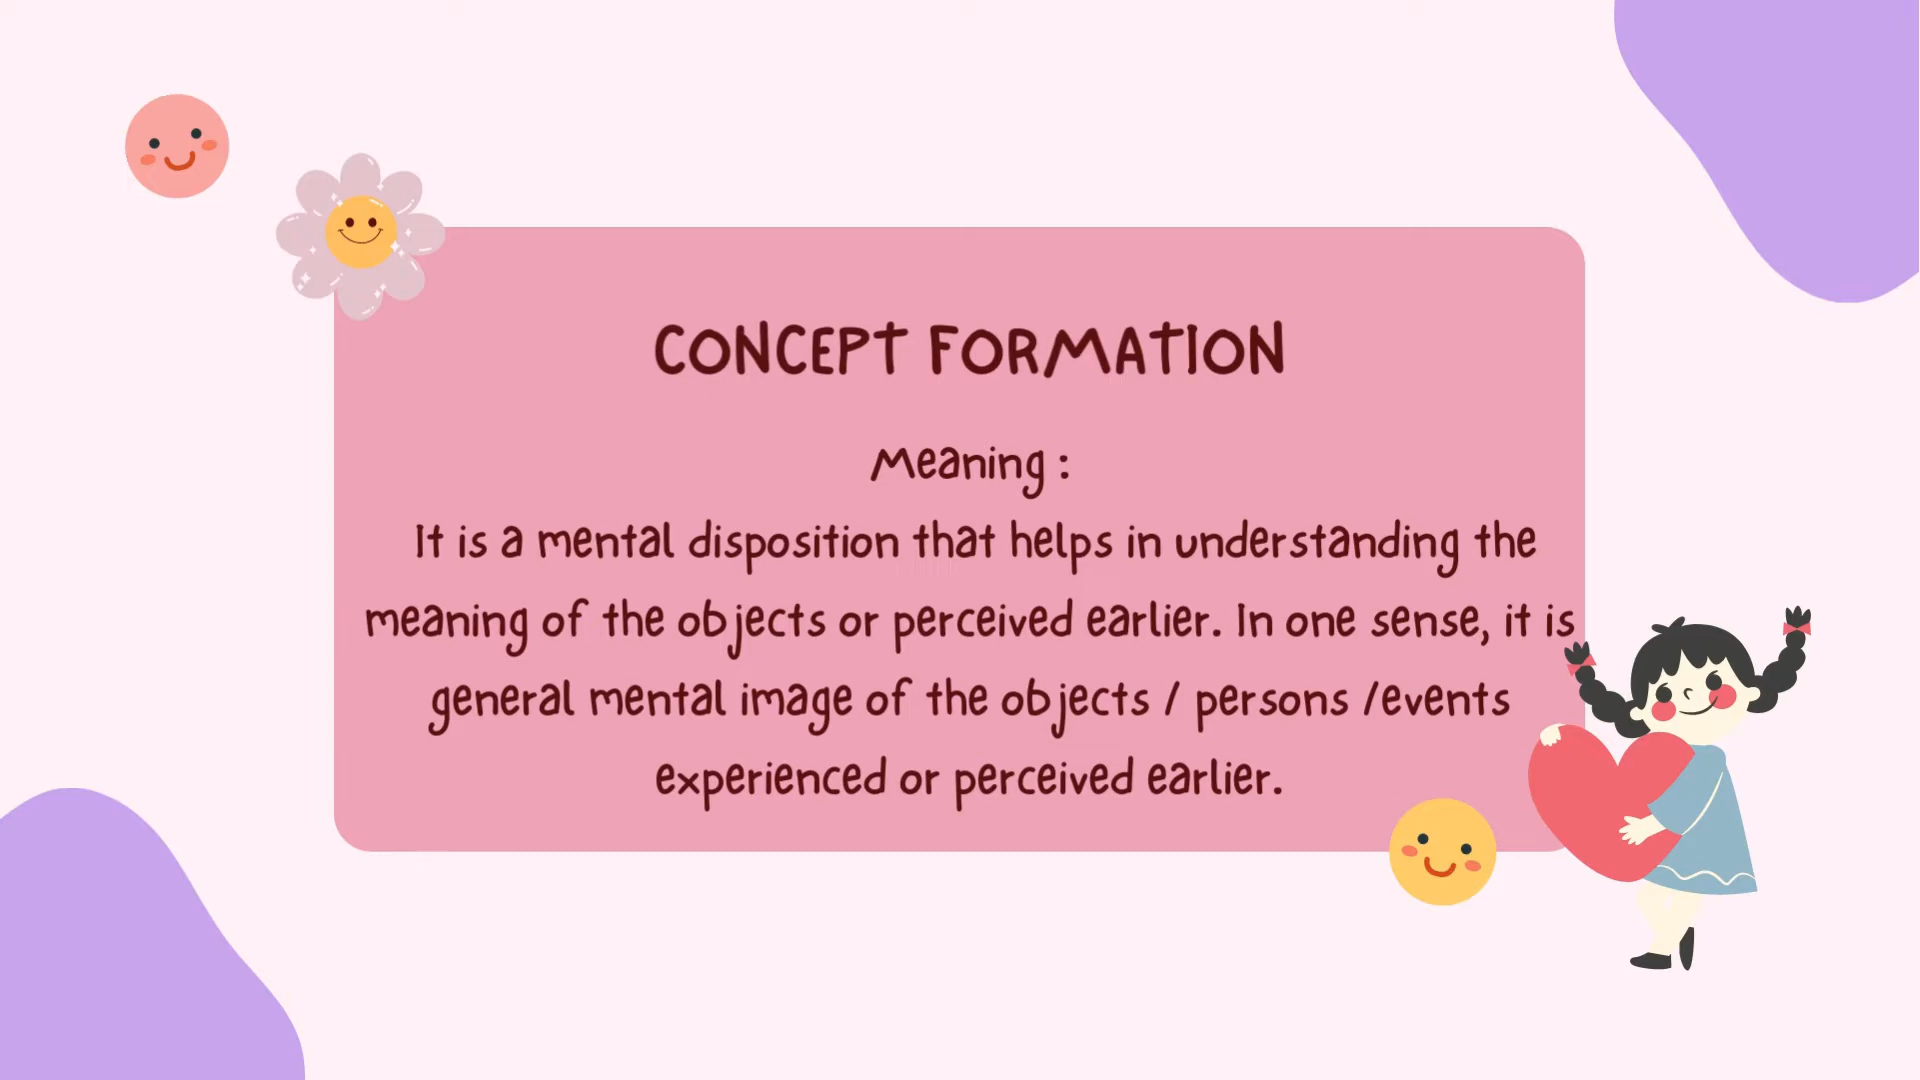 CONCEPT FORMATION
Meaning :
It is a mental disposition that helps in understanding the
meaning of the objects or perceived earlier. In one sense, it is
general mental image of the objects / persons /events
experienced or perceived earlier.